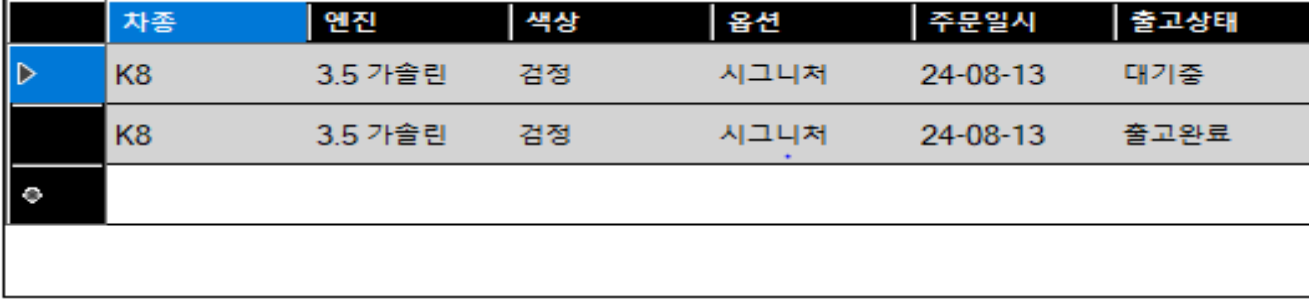 차종 엔진 색상 옵션 주문일시 출고상태
K8 3.5 가솔린 검정 시그니처 24-08-13 대기중
K8 3.5 가솔린 검정 시그니처 24-08-13 출고완료